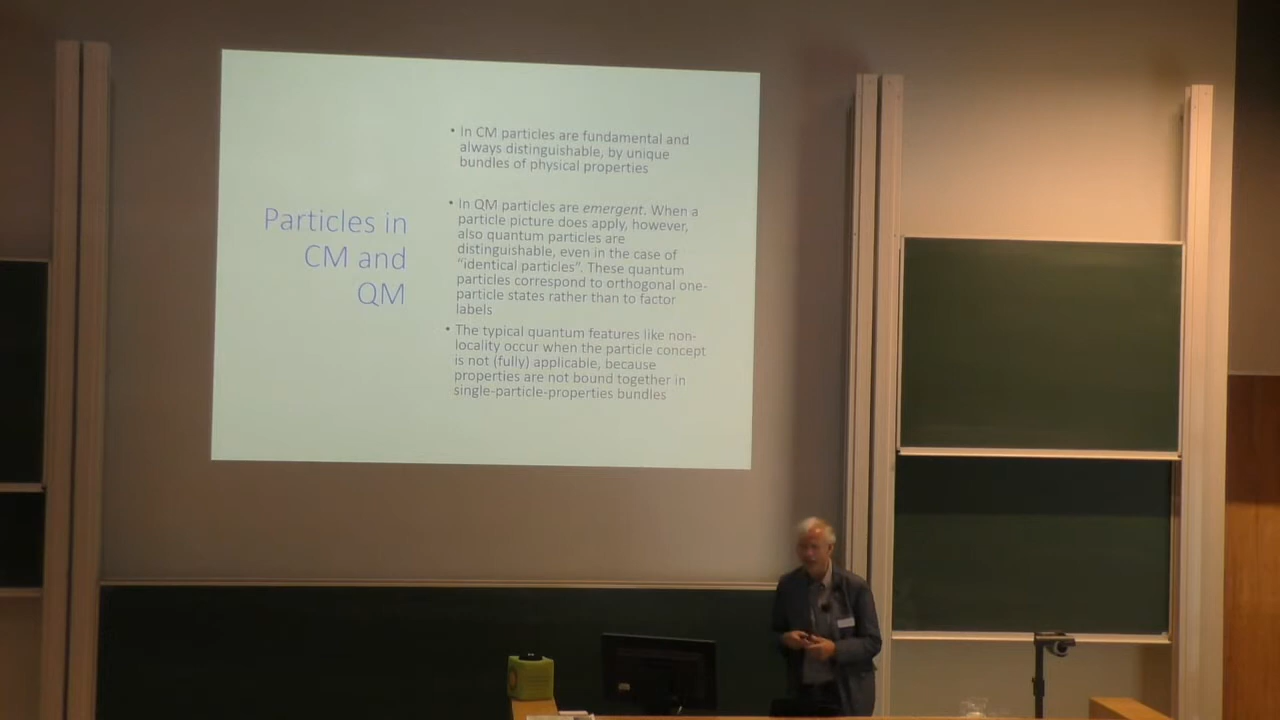 Particles in
CM and
QM
• In CM particles are fundamental and
always distinguishable, by unique
bundles of physical properties
• In QM particles are emergent. When a
particle picture does apply, however,
also quantum particles are
distinguishable, even in the case of
“identical particles”. These quantum
particles correspond to orthogonal one-
particle states rather than to factor
labels
• The typical quantum features like non-
locality occur when the particle concept
is not (fully) applicable, because
properties are not bound together in
single-particle-properties bundles